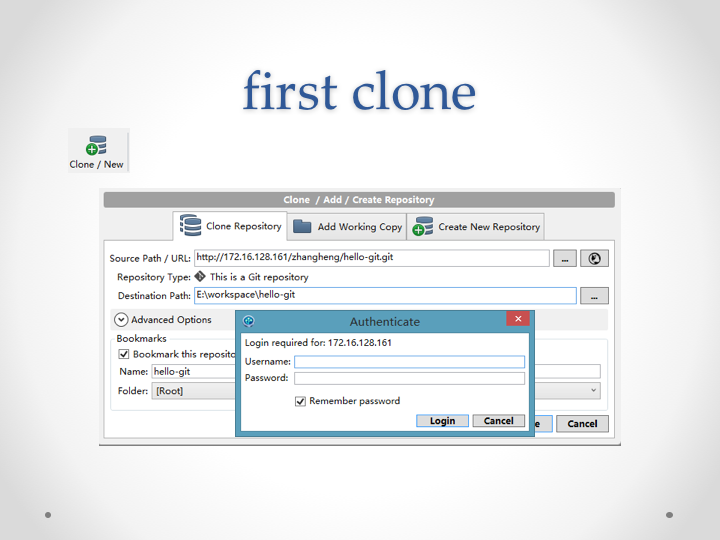 first clone
Clone / New
Clone / Add / Create Repository
Clone Repository
Add Working Copy
Create New Repository
Source Path / URL: http://172.16.128.161/zhangheng/hello-git.git ...
Repository Type: This is a Git repository
Destination Path: E:\workspace\hello-git ...
Advanced Options
Authenticate
Login required for: 172.16.128.161
Bookmarks
Bookmark this reposito
Username:
Name: hello-git
Password:
Folder: [Root]
Remember password
Login Cancel
e Cancel